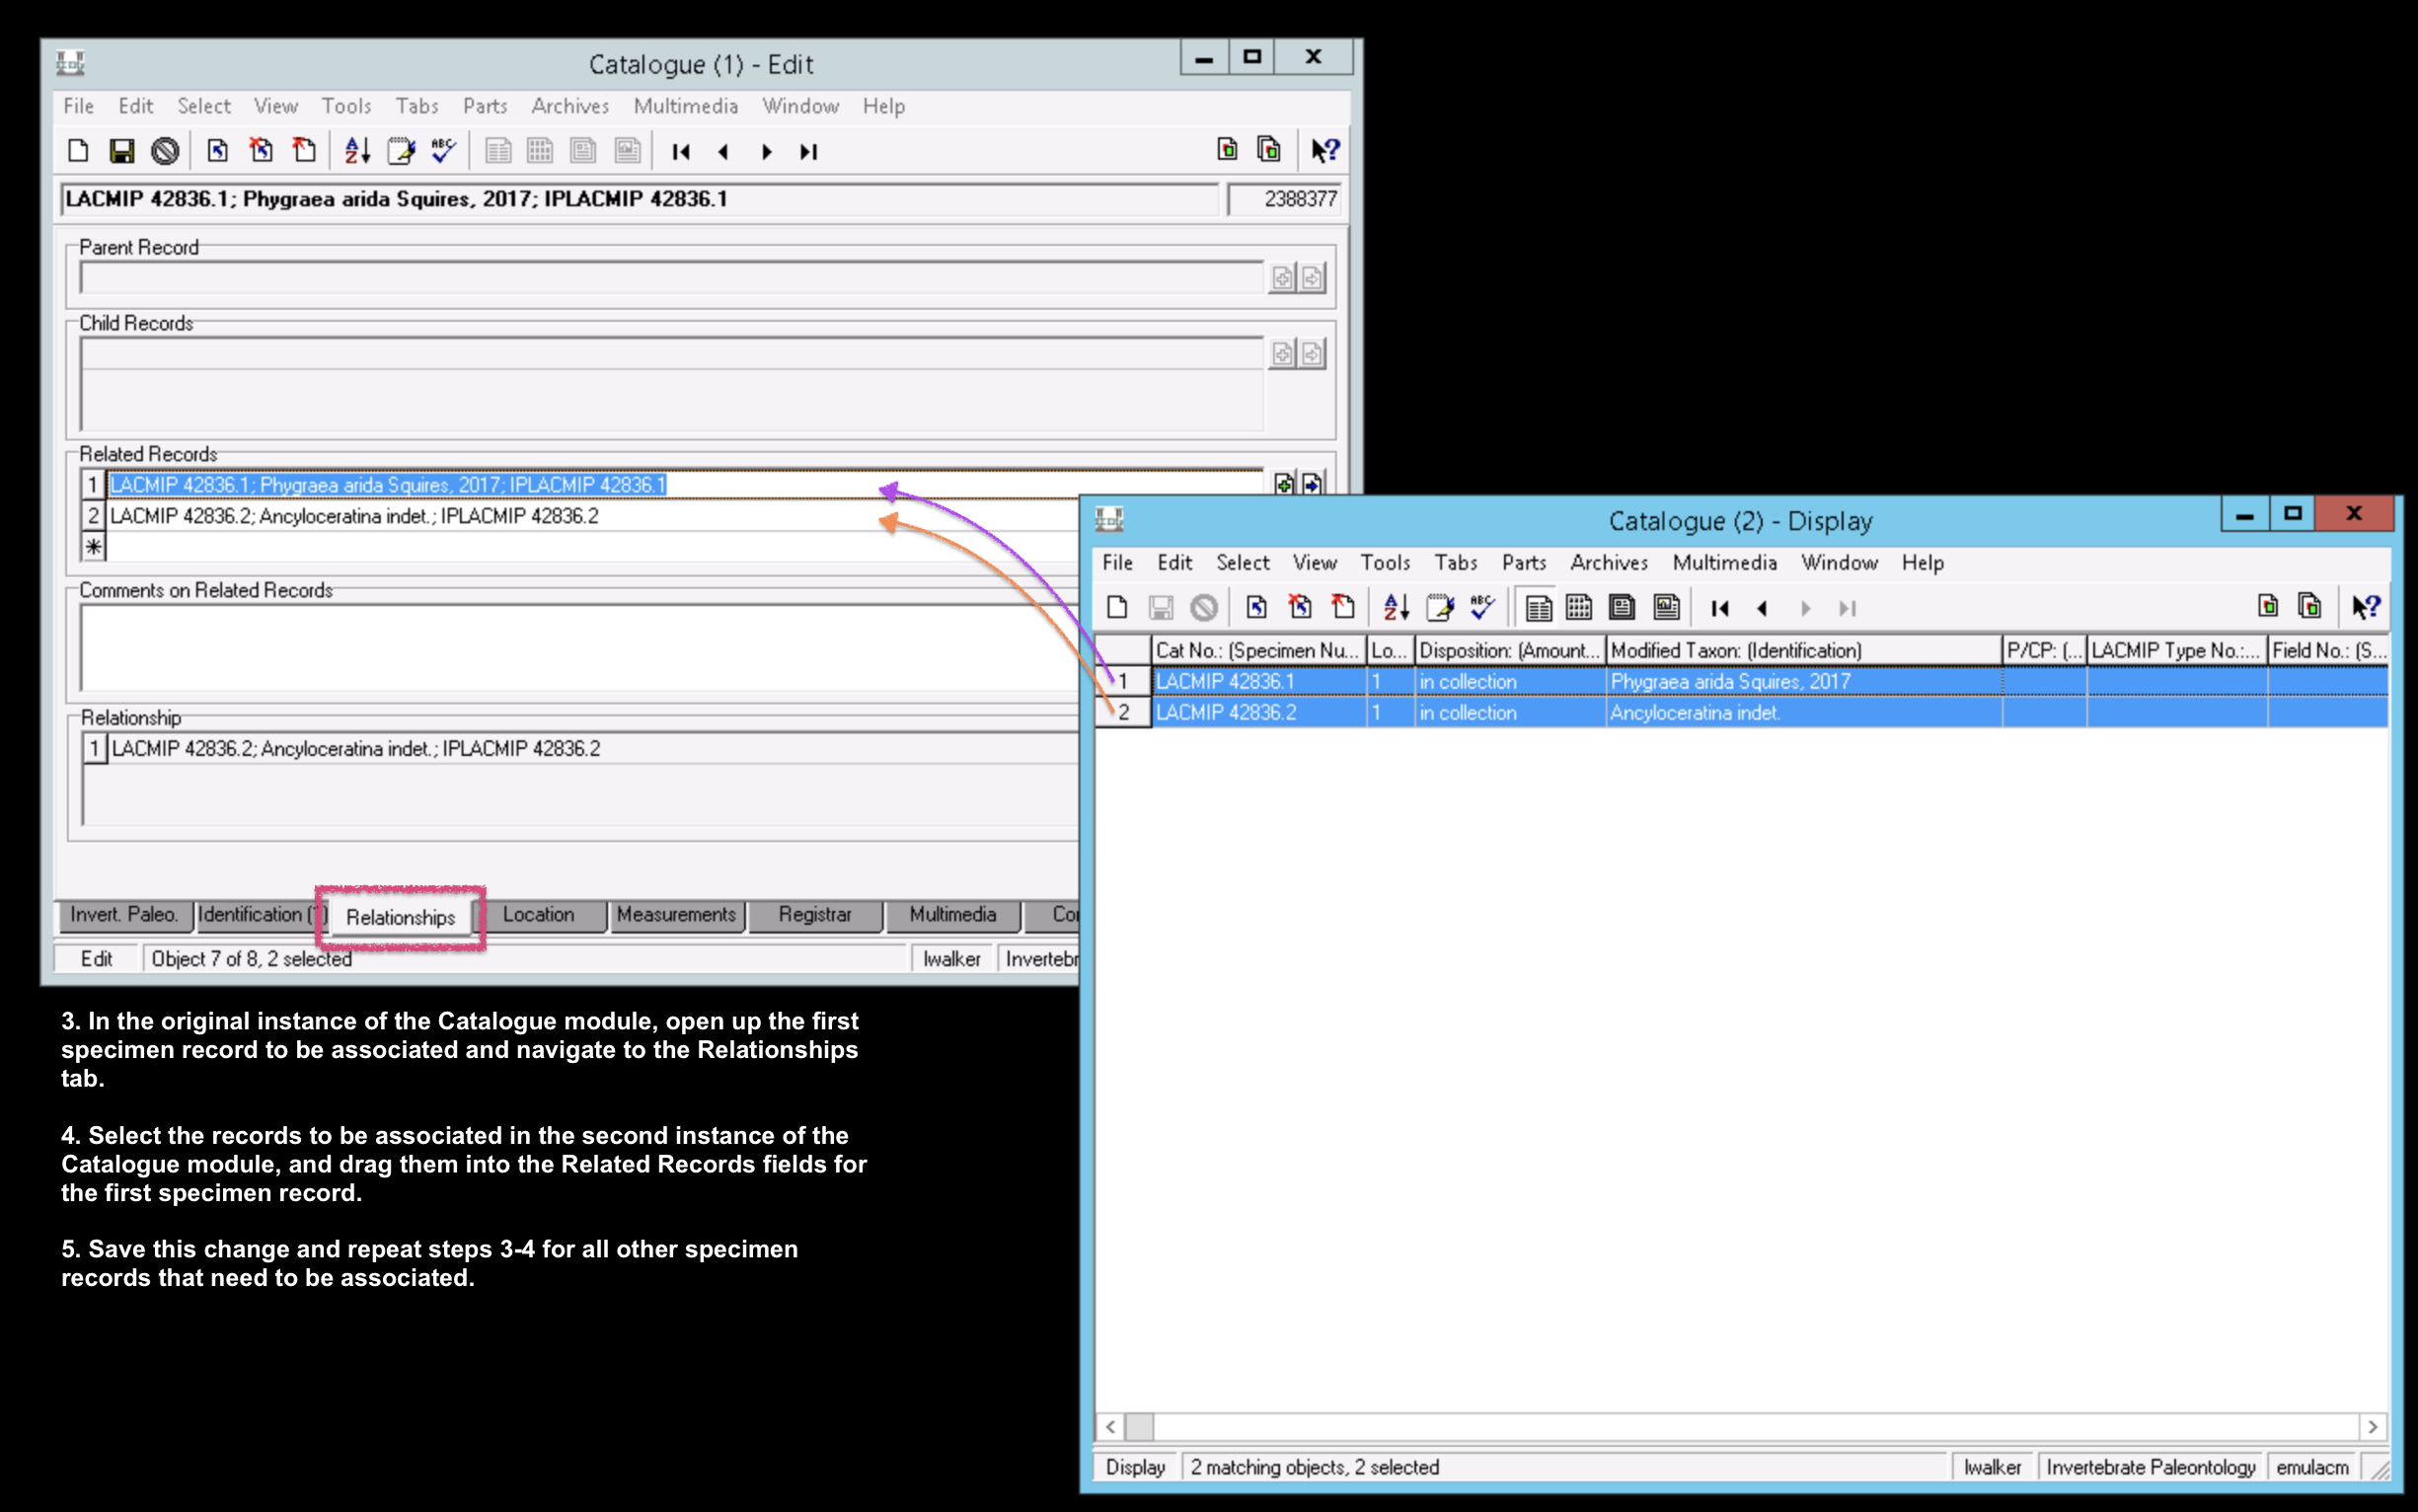 Catalogue (1) - Edit
File Edit Select View Tools Tabs Parts Archives Multimedia Window Help
LACMIP 42836.1; Phygraea arida Squires, 2017; IPLACMIP 42836.1 2388377
Parent Record
Child Records
Related Records
1 LACMIP 42836.1; Phygraea arida Squires, 2017; IPLACMIP 42836.1
2 LACMIP 42836.2; Ancyloceratina indet.; IPLACMIP 42836.2
Comments on Related Records
Relationship
1 LACMIP 42836.2; Ancyloceratina indet.; IPLACMIP 42836.2
Invert. Paleo. Identification ( Relationships Location Measurements Registrar Multimedia Co
Edit Object 7 of 8, 2 selected lwalker Invertebr
Catalogue (2) - Display
File Edit Select View Tools Tabs Parts Archives Multimedia Window Help
Cat No.: (Specimen Nu... Lo... Disposition: (Amount... Modified Taxon: (Identification) P/CP: (... LACMIP Type No.:... Field No.: (S...
1 LACMIP 42836.1 1 in collection Phygraea arida Squires, 2017
2 LACMIP 42836.2 1 in collection Ancyloceratina indet.
Display 2 matching objects, 2 selected lwalker Invertebrate Paleontology emulacm
3. In the original instance of the Catalogue module, open up the first
specimen record to be associated and navigate to the Relationships
tab.
4. Select the records to be associated in the second instance of the
Catalogue module, and drag them into the Related Records fields for
the first specimen record.
5. Save this change and repeat steps 3-4 for all other specimen
records that need to be associated.